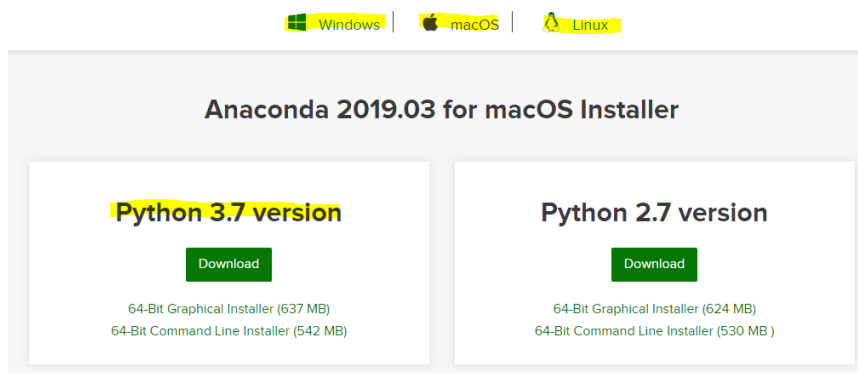 Windows | macOS | Linux
Anaconda 2019.03 for macOS Installer
Python 3.7 version
Download
64-Bit Graphical Installer (637 MB)
64-Bit Command Line Installer (542 MB)
Python 2.7 version
Download
64-Bit Graphical Installer (624 MB)
64-Bit Command Line Installer (530 MB )